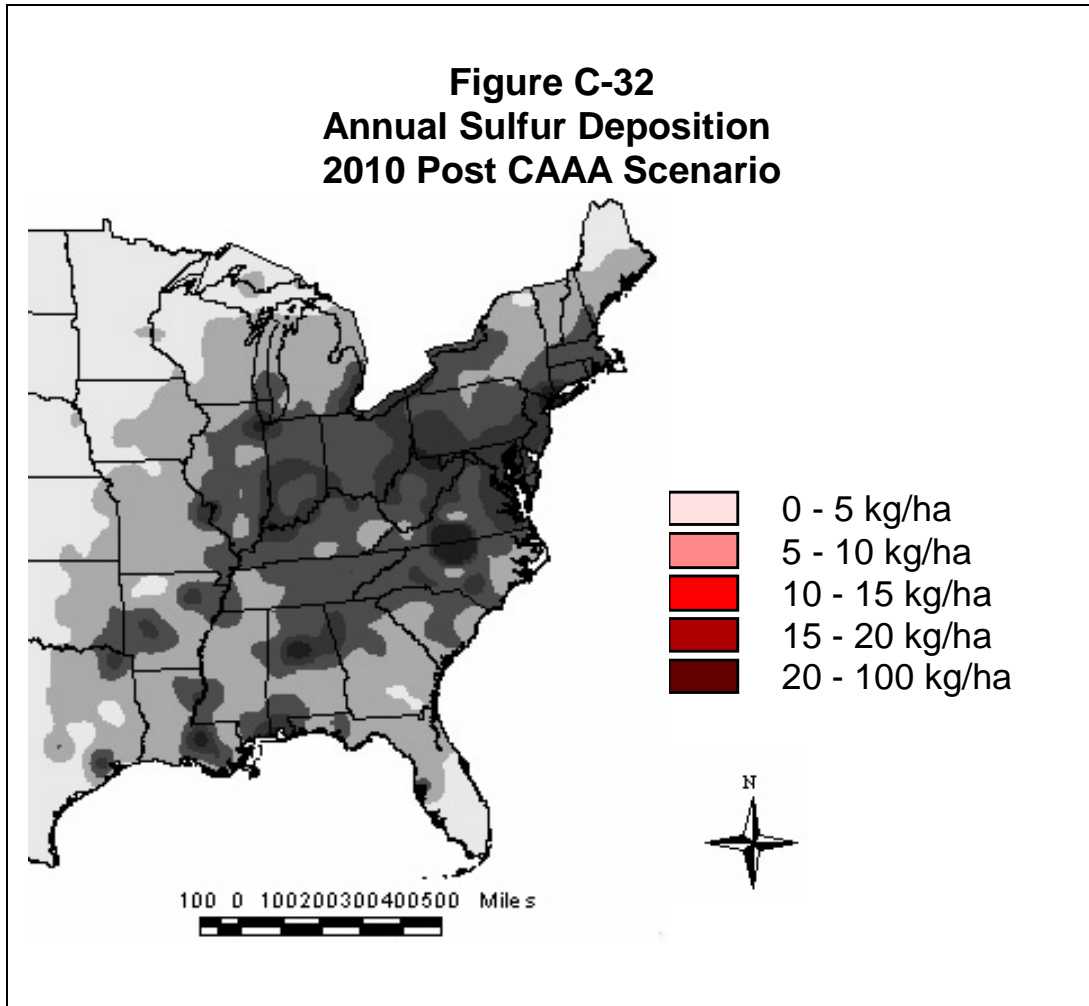 Figure C-32
Annual Sulfur Deposition
2010 Post CAAA Scenario
0 - 5 kg/ha
5 - 10 kg/ha
10 - 15 kg/ha
15 - 20 kg/ha
20 - 100 kg/ha
N
100 0 100200300400500 Miles